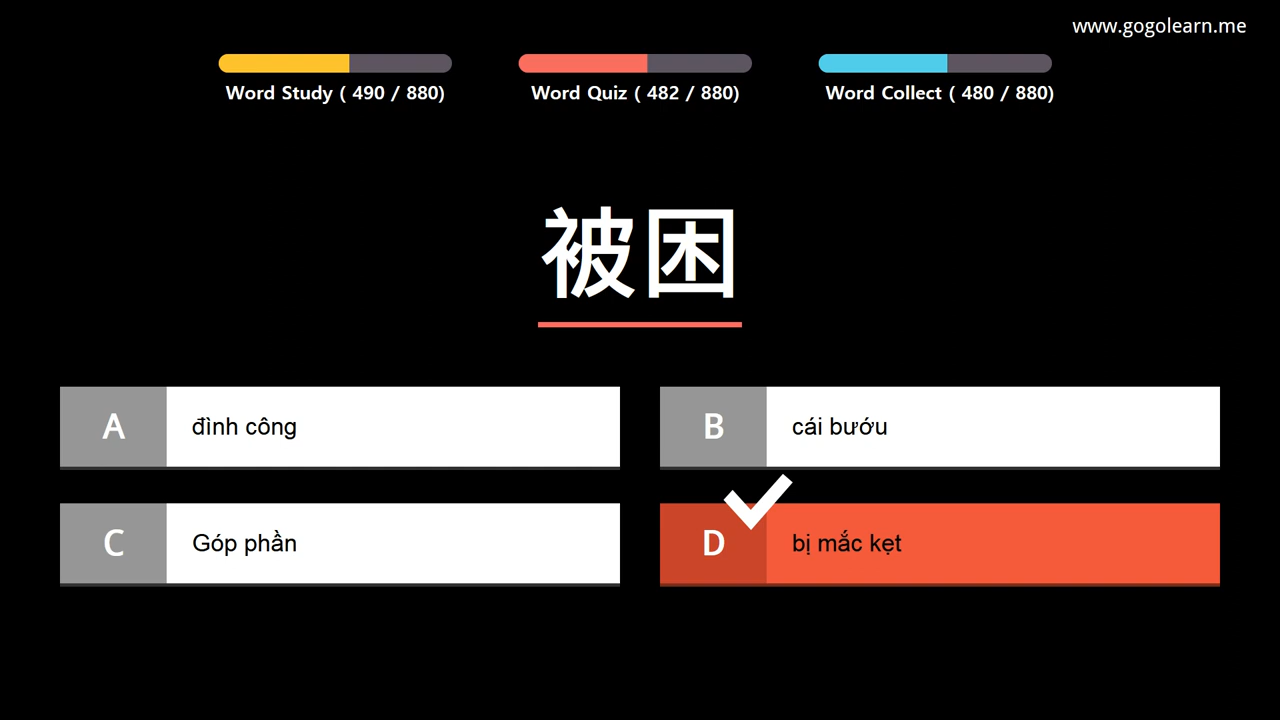 www.gogolearn.me
Word Study ( 490 / 880)
Word Quiz ( 482 / 880)
Word Collect ( 480 / 880)
被困
A đình công
B cái bướu
C Góp phần
D bị mắc kẹt